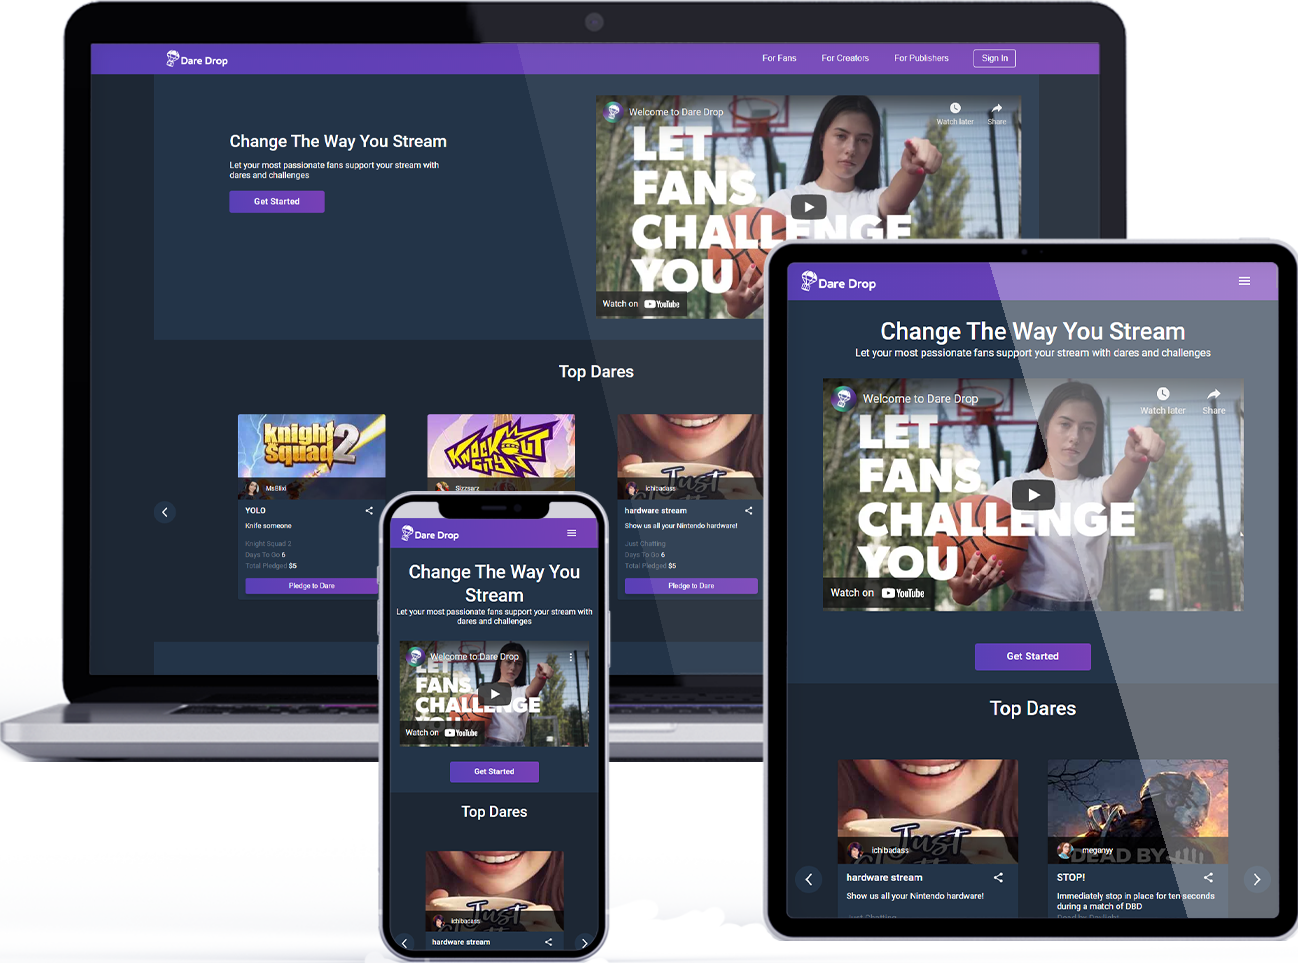 Dare Drop
For Fans
For Creators
For Publishers
Sign In
Change The Way You Stream
Let your most passionate fans support your stream with
dares and challenges
Get Started
Welcome to Dare Drop
Watch later
Share
LET
FANS
CHALLENGE
YOU
Watch on YouTube
Top Dares
Knight
Squad 2
MsElixi
YOLO
Knife someone
Knight Squad 2
Days To Go 6
Total Pledged $5
Pledge to Dare
KNOCKOUT
CITY
Sizzsarz
Just
ichibadass
hardware stream
Show us all your Nintendo hardware!
Just Chatting
Days To Go 6
Total Pledged $5
Pledge to Dare
Dare Drop
Change The Way You
Stream
Let your most passionate fans support your stream with
dares and challenges
Welcome to Dare Drop
LET
FANS
CHALLENGE
YOU
Watch on YouTube
Get Started
Top Dares
Just
ichibadass
hardware stream
Dare Drop
Change The Way You Stream
Let your most passionate fans support your stream with dares and challenges
Welcome to Dare Drop
Watch later
Share
LET
FANS
CHALLENGE
YOU
Watch on YouTube
Get Started
Top Dares
Just
ichibadass
hardware stream
Show us all your Nintendo hardware!
Just Chatting
DEAD BY
meganyy
STOP!
Immediately stop in place for ten seconds
during a match of DBD
Dead by Daylight